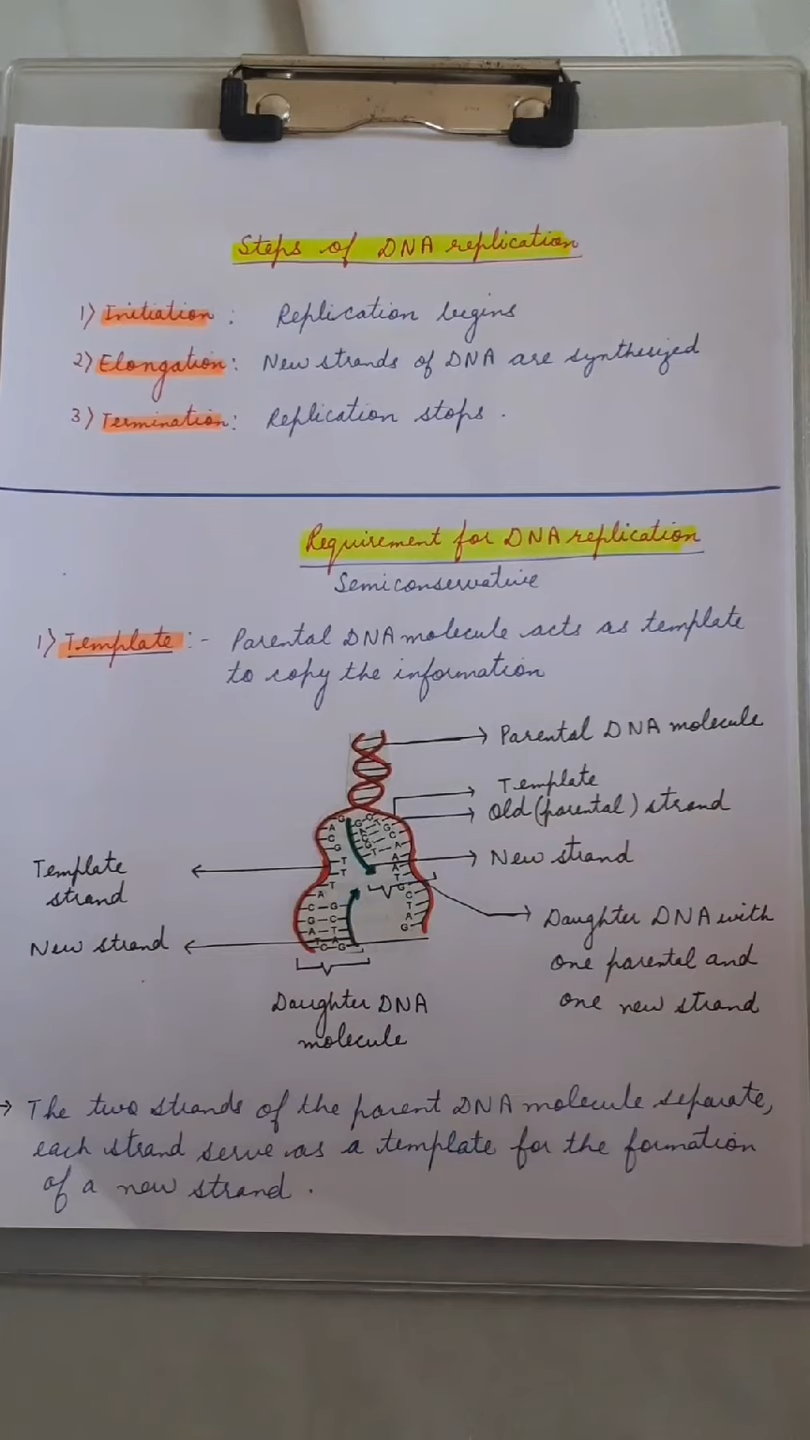 Steps of DNA replication
1) Initiation : Replication begins
2) Elongation : New strands of DNA are synthesized
3) Termination : Replication stops .
Requirement for DNA replication
Semiconservative
1) Template :- Parental DNA molecule acts as template
to copy the information
Parental DNA molecule
Template
Old (parental) strand
New strand
Template
strand
New strand
Daughter DNA with
one parental and
one new strand
Daughter DNA
molecule
→ The two strands of the parent DNA molecule separate,
each strand serve as a template for the formation
of a new strand .